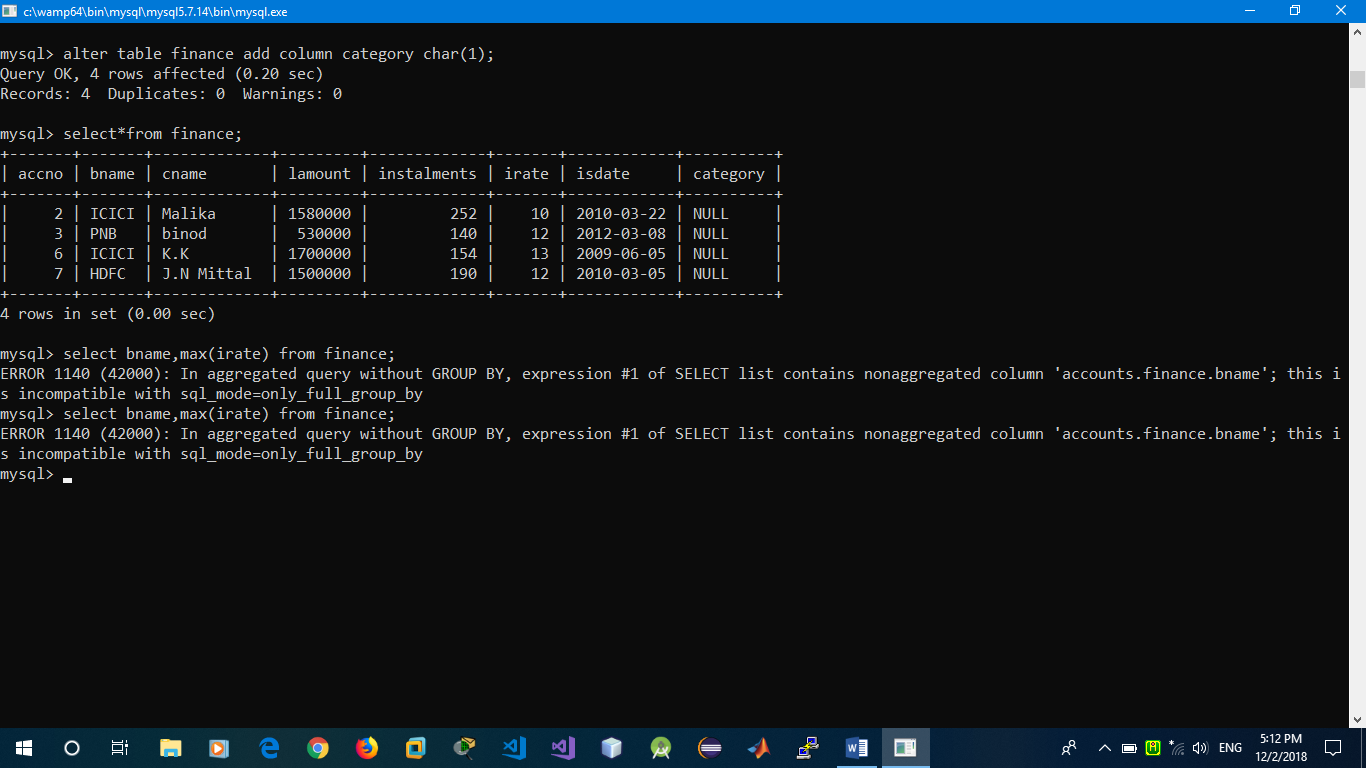 c:\wamp64\bin\mysql\mysql5.7.14\bin\mysql.exe
mysql> alter table finance add column category char(1);
Query OK, 4 rows affected (0.20 sec)
Records: 4  Duplicates: 0  Warnings: 0
mysql> select*from finance;
+-------+-------+-------------+---------+-------------+-------+------------+----------+
| accno | bname | cname       | lamount | instalments | irate | isdate     | category |
+-------+-------+-------------+---------+-------------+-------+------------+----------+
|     2 | ICICI | Malika      | 1580000 |         252 |    10 | 2010-03-22 | NULL     |
|     3 | PNB   | binod       |  530000 |         140 |    12 | 2012-03-08 | NULL     |
|     6 | ICICI | K.K         | 1700000 |         154 |    13 | 2009-06-05 | NULL     |
|     7 | HDFC  | J.N Mittal  | 1500000 |         190 |    12 | 2010-03-05 | NULL     |
+-------+-------+-------------+---------+-------------+-------+------------+----------+
4 rows in set (0.00 sec)
mysql> select bname,max(irate) from finance;
ERROR 1140 (42000): In aggregated query without GROUP BY, expression #1 of SELECT list contains nonaggregated column 'accounts.finance.bname'; this i
s incompatible with sql_mode=only_full_group_by
mysql> select bname,max(irate) from finance;
ERROR 1140 (42000): In aggregated query without GROUP BY, expression #1 of SELECT list contains nonaggregated column 'accounts.finance.bname'; this i
s incompatible with sql_mode=only_full_group_by
mysql>
ENG
5:12 PM
12/2/2018